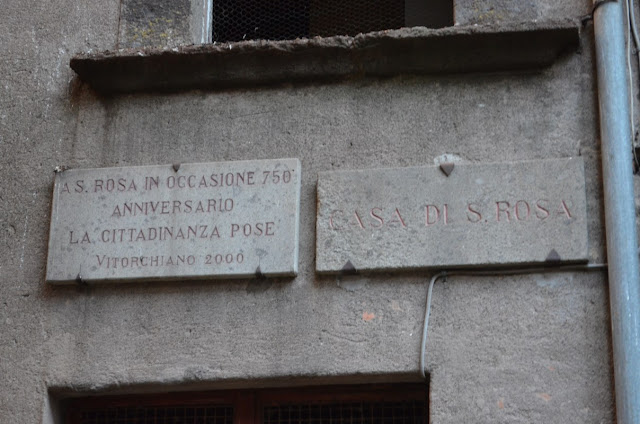 A S. ROSA IN OCCASIONE 750°
ANNIVERSARIO
LA CITTADINANZA POSE
VITORCHIANO 2000
CASA DI S. ROSA